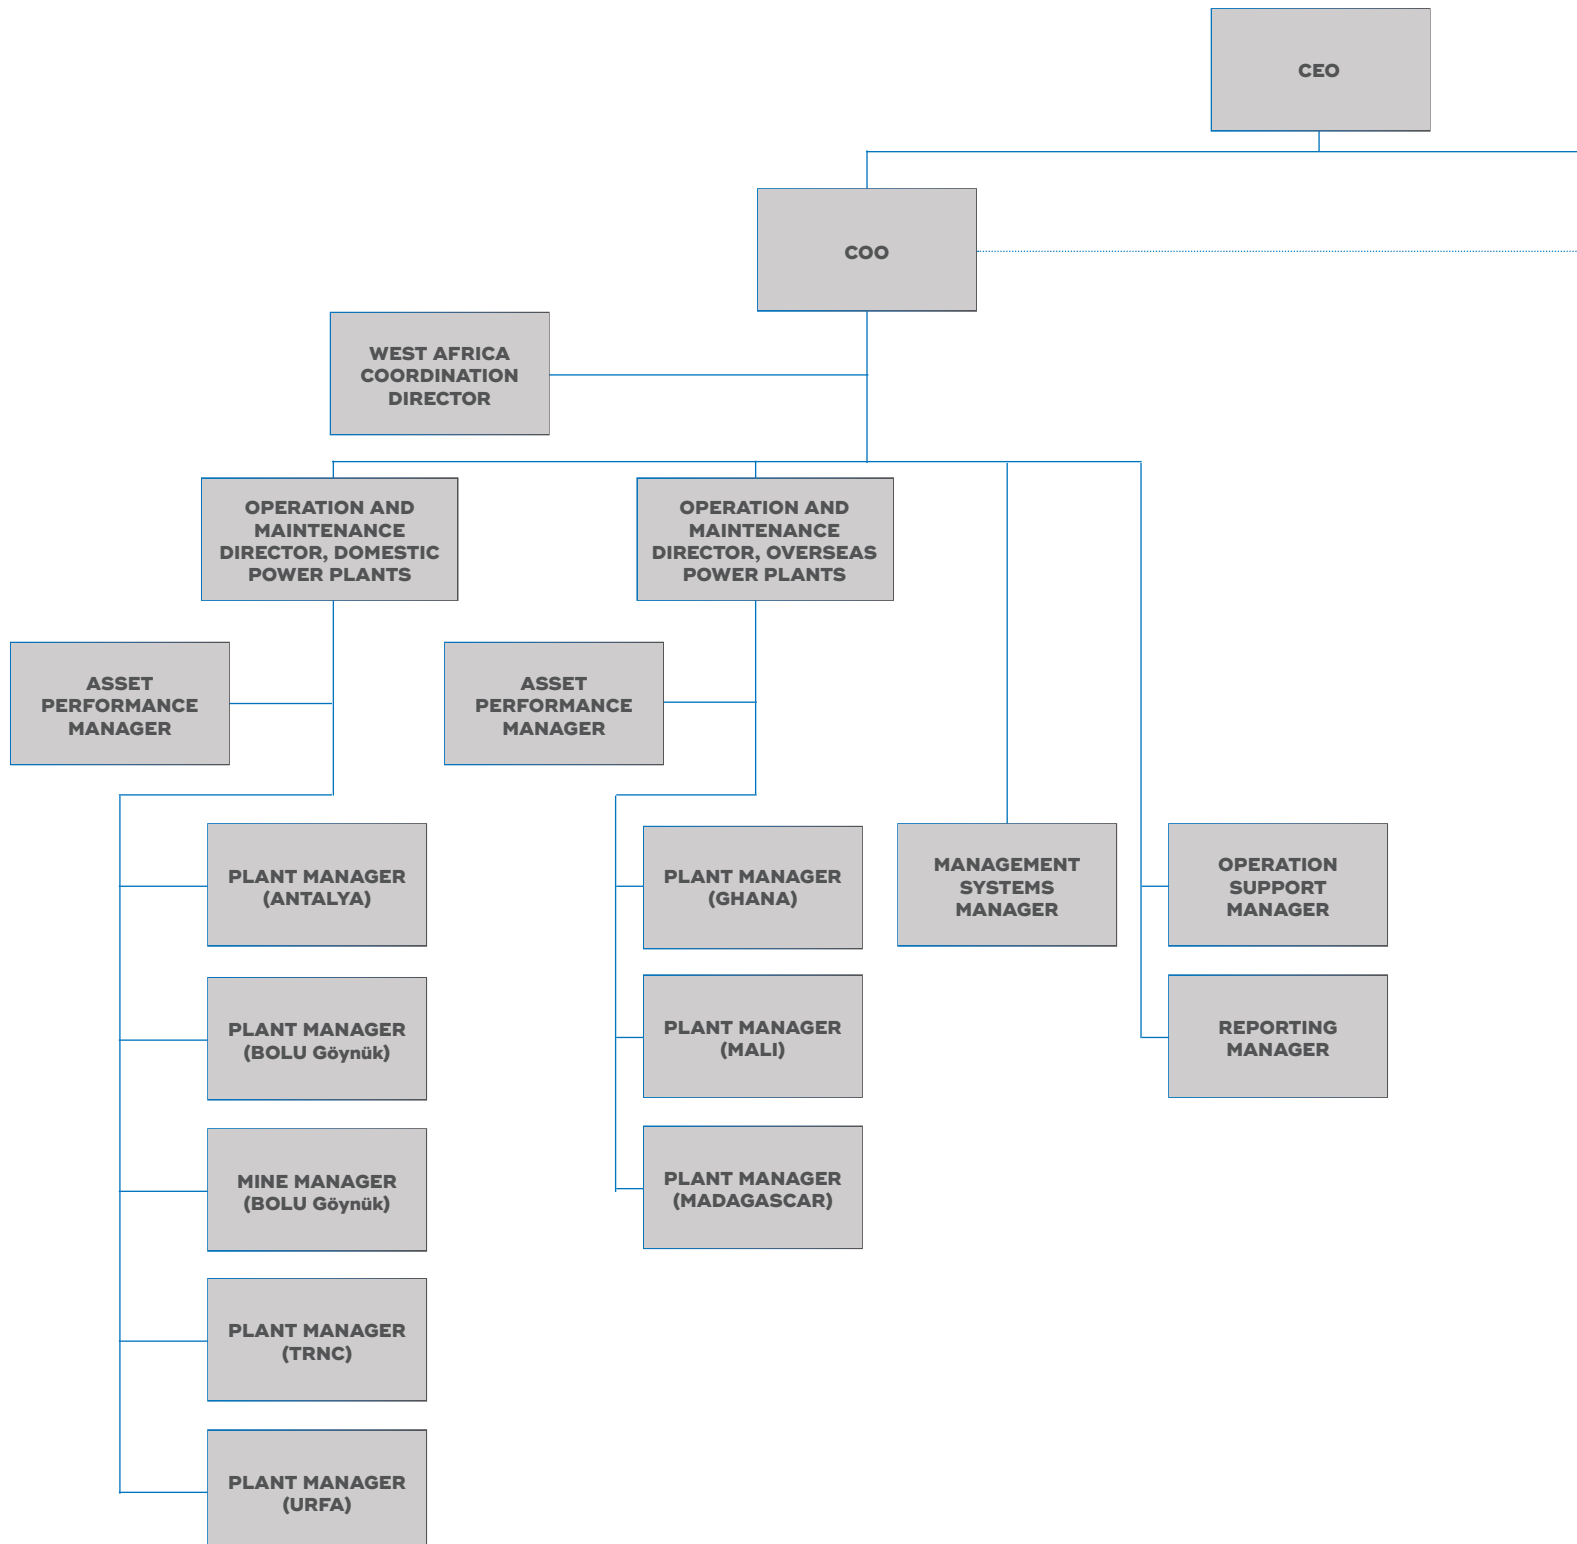 CEO
COO
WEST AFRICA
COORDINATION
DIRECTOR
OPERATION AND
MAINTENANCE
DIRECTOR, DOMESTIC
POWER PLANTS
OPERATION AND
MAINTENANCE
DIRECTOR, OVERSEAS
POWER PLANTS
ASSET
PERFORMANCE
MANAGER
ASSET
PERFORMANCE
MANAGER
PLANT MANAGER
(ANTALYA)
PLANT MANAGER
(GHANA)
MANAGEMENT
SYSTEMS
MANAGER
OPERATION
SUPPORT
MANAGER
PLANT MANAGER
(BOLU Göynük)
PLANT MANAGER
(MALI)
REPORTING
MANAGER
MINE MANAGER
(BOLU Göynük)
PLANT MANAGER
(MADAGASCAR)
PLANT MANAGER
(TRNC)
PLANT MANAGER
(URFA)